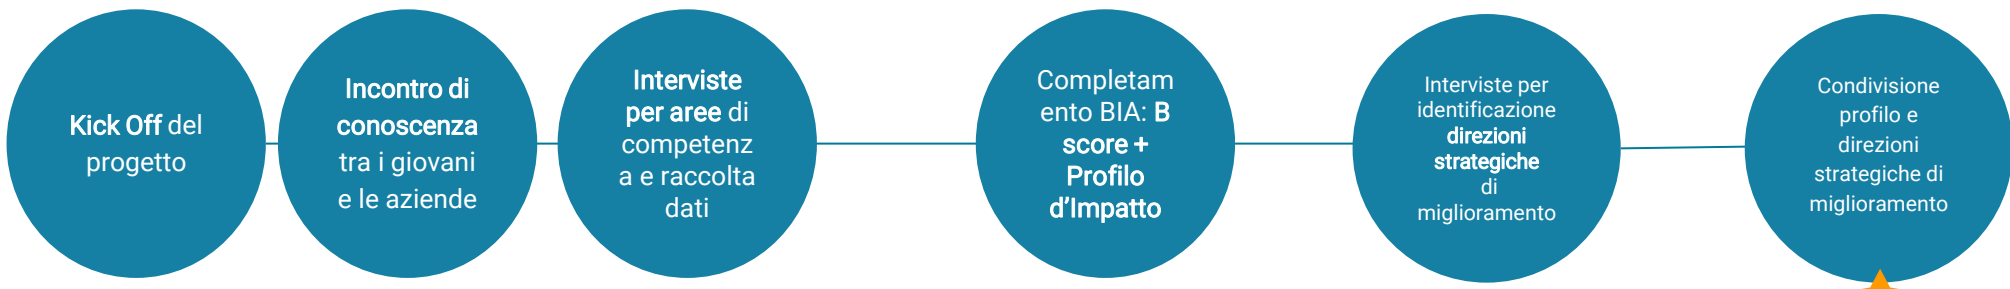 Kick Off del
progetto
Incontro di
conoscenza
tra i giovani
e le aziende
Interviste
per aree di
competenz
a e raccolta
dati
Completam
ento BIA: B
score +
Profilo
d’Impatto
Interviste per
identificazione
direzioni
strategiche
di
miglioramento
Condivisione
profilo e
direzioni
strategiche di
miglioramento